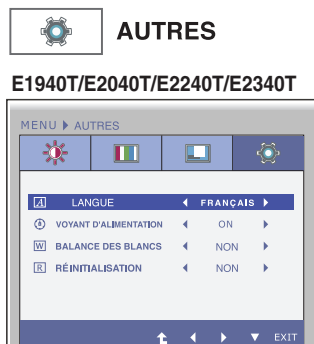 AUTRES
E1940T/E2040T/E2240T/E2340T
MENU ▶ AUTRES
A LANGUE ◀ FRANÇAIS ▶
VOYANT D'ALIMENTATION ◀ ON ▶
W BALANCE DES BLANCS ◀ NON ▶
R RÉINITIALISATION ◀ NON ▶
EXIT